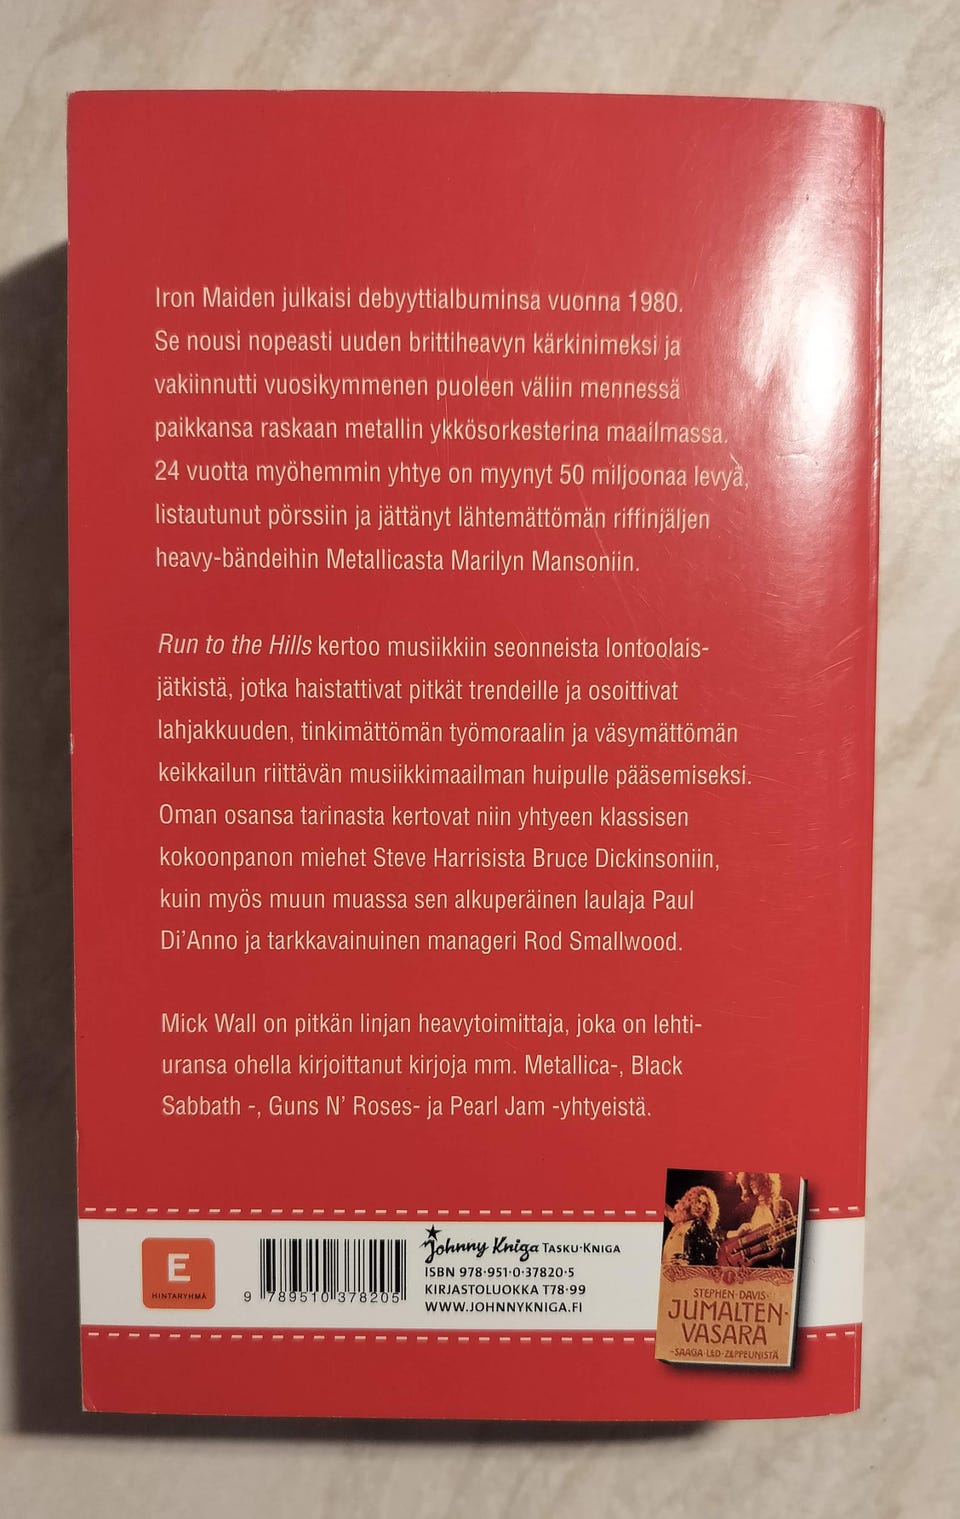 Iron Maiden julkaisi debyyttialbuminsa vuonna 1980.
Se nousi nopeasti uuden brittiheavyn kärkinimeksi ja
vakiinnutti vuosikymmenen puoleen väliin mennessä
paikkansa raskaan metallin ykkösorkesterina maailmassa.
24 vuotta myöhemmin yhtye on myynyt 50 miljoonaa levyä,
listautunut pörssiin ja jättänyt lähtemättömän riffinjäljen
heavy-bändeihin Metallicasta Marilyn Mansoniin.
Run to the Hills kertoo musiikkiin seonneista lontoolais-
jätkistä, jotka haistattivat pitkät trendeille ja osoittivat
lahjakkuuden, tinkimättömän työmoraalin ja väsymättömän
keikkailun riittävän musiikkimaailman huipulle pääsemiseksi.
Oman osansa tarinasta kertovat niin yhtyeen klassisen
kokoonpanon miehet Steve Harrisista Bruce Dickinsoniin,
kuin myös muun muassa sen alkuperäinen laulaja Paul
Di'Anno ja tarkkavainuinen manageri Rod Smallwood.
Mick Wall on pitkän linjan heavytoimittaja, joka on lehti-
uransa ohella kirjoittanut kirjoja mm. Metallica-, Black
Sabbath -, Guns N' Roses- ja Pearl Jam -yhtyeistä.
E
HINTARYHMÄ
9 789510 378205
Johnny Kniga TASKU·KNIGA
ISBN 978·951·0·37820·5
KIRJASTOLUOKKA T78·99
WWW.JOHNNYKNIGA.FI
STEPHEN·DAVIS·
JUMALTEN·
VASARA
-SAAGA·LED·ZEPPELINISTÄ